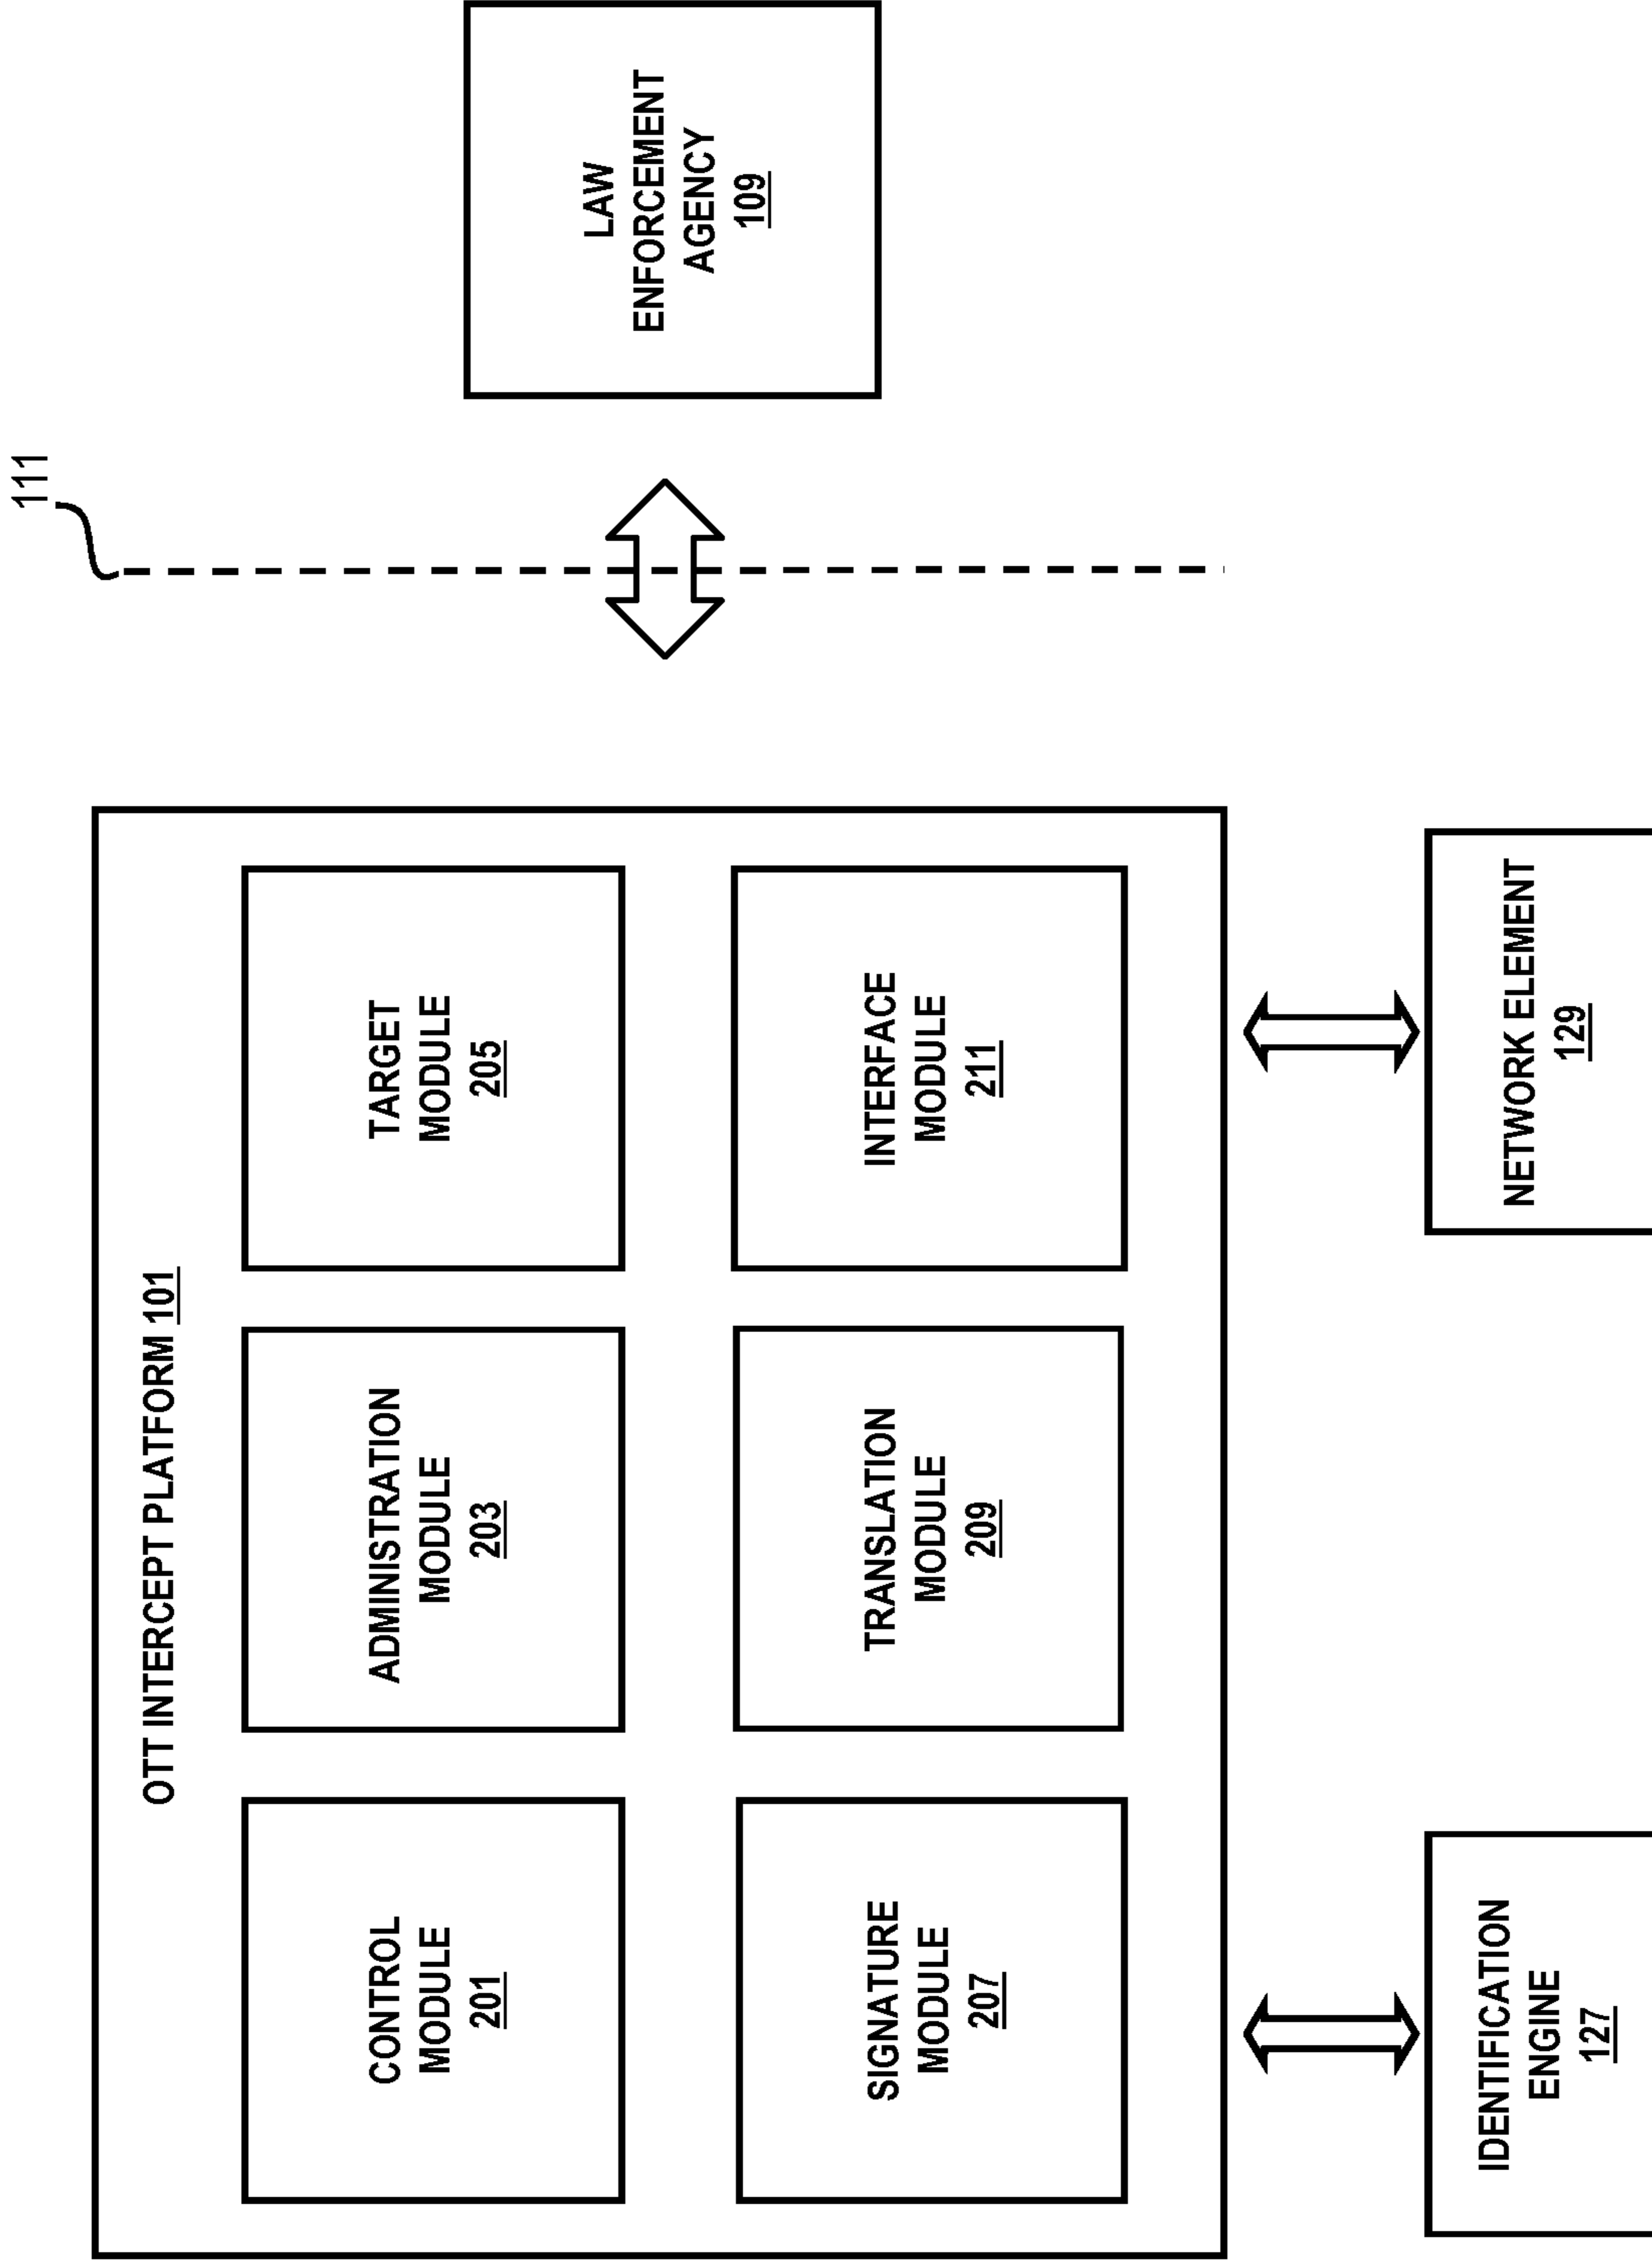 111
OTT INTERCEPT PLATFORM 101
CONTROL
MODULE
201
ADMINISTRATION
MODULE
203
TARGET
MODULE
205
SIGNATURE
MODULE
207
TRANSLATION
MODULE
209
INTERFACE
MODULE
211
LAW
ENFORCEMENT
AGENCY
109
IDENTIFICATION
ENGINE
127
NETWORK ELEMENT
129